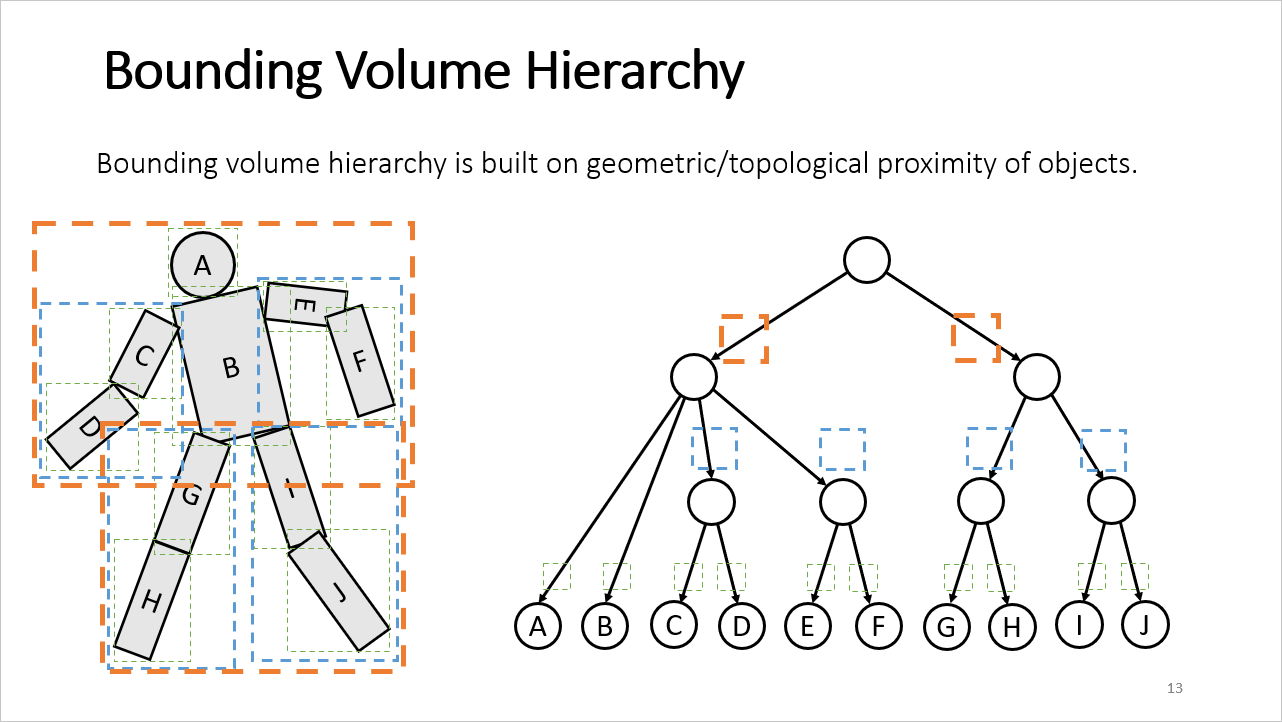 Bounding Volume Hierarchy
Bounding volume hierarchy is built on geometric/topological proximity of objects.
A
E
C
B
F
D
G
I
H
J
A B C D E F G H I J
13